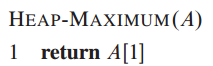 HEAP-MAXIMUM(A)
1 return A[1]